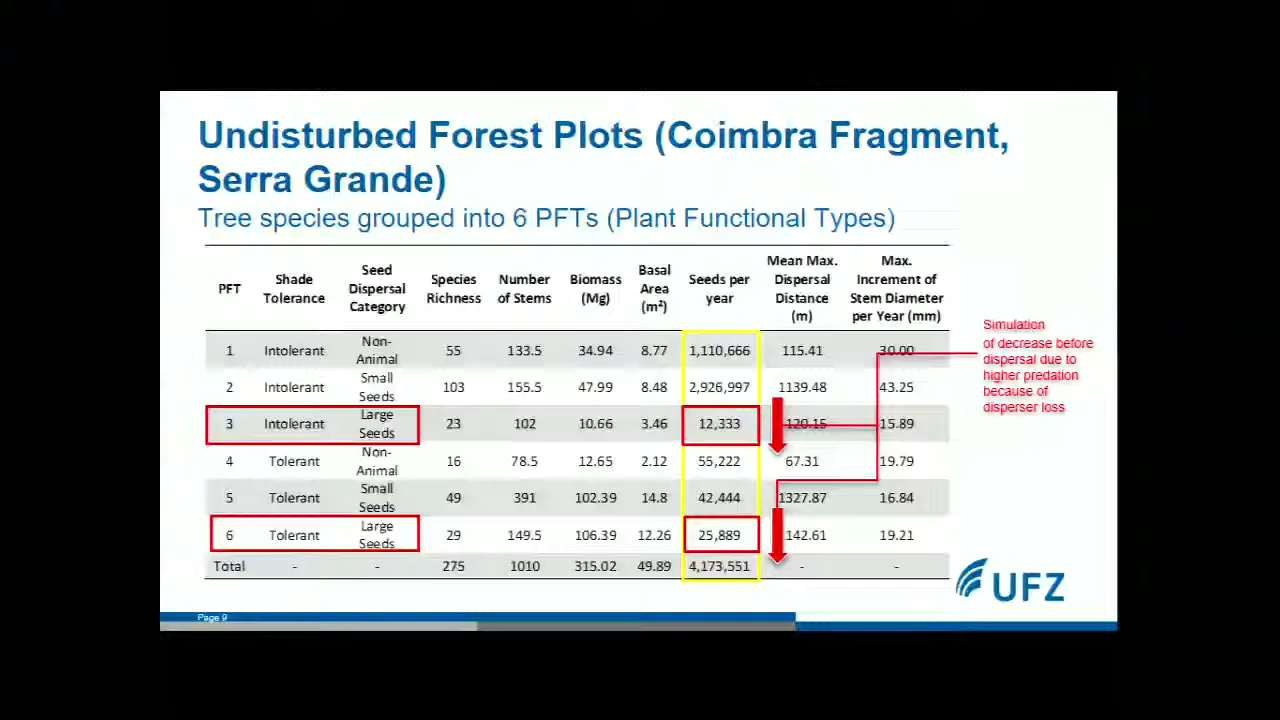 Undisturbed Forest Plots (Coimbra Fragment,
Serra Grande)
Tree species grouped into 6 PFTs (Plant Functional Types)
PFT Shade Tolerance Seed Dispersal Category Species Richness Number of Stems Biomass (Mg) Basal Area (m²) Seeds per year Mean Max. Dispersal Distance (m) Max. Increment of Stem Diameter per Year (mm)
1 Intolerant Non-Animal 55 133.5 34.94 8.77 1,110,666 115.41 30.00
2 Intolerant Small Seeds 103 155.5 47.99 8.48 2,926,997 1139.48 43.25
3 Intolerant Large Seeds 23 102 10.66 3.46 12,333 120.15 15.89
4 Tolerant Non-Animal 16 78.5 12.65 2.12 55,222 67.31 19.79
5 Tolerant Small Seeds 49 391 102.39 14.8 42,444 1327.87 16.84
6 Tolerant Large Seeds 29 149.5 106.39 12.26 25,889 142.61 19.21
Total - - 275 1010 315.02 49.89 4,173,551 - -
Simulation
of decrease before
dispersal due to
higher predation
because of
disperser loss
UFZ
Page 9